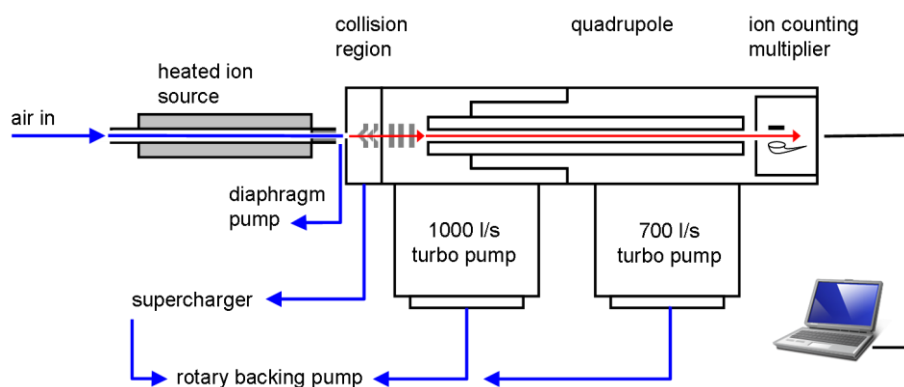 collision
region
quadrupole
ion counting
multiplier
heated ion
source
air in
diaphragm
pump
1000 l/s
turbo pump
700 l/s
turbo pump
supercharger
rotary backing pump